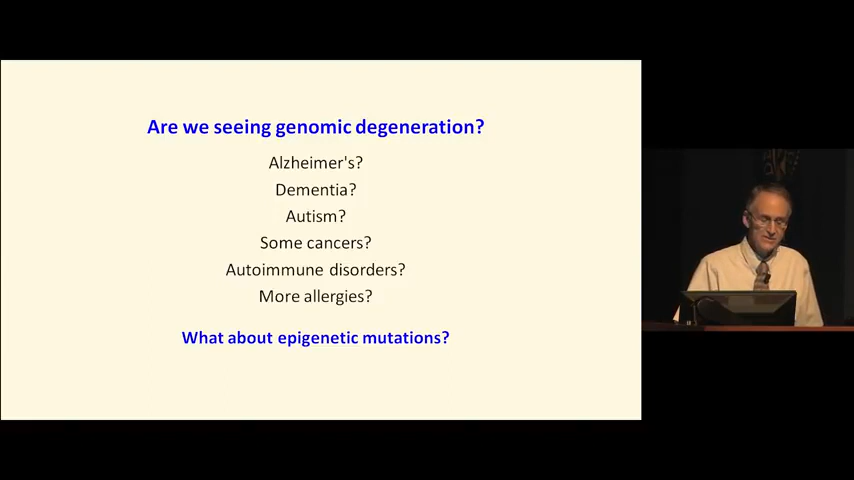 Are we seeing genomic degeneration?
Alzheimer's?
Dementia?
Autism?
Some cancers?
Autoimmune disorders?
More allergies?
What about epigenetic mutations?